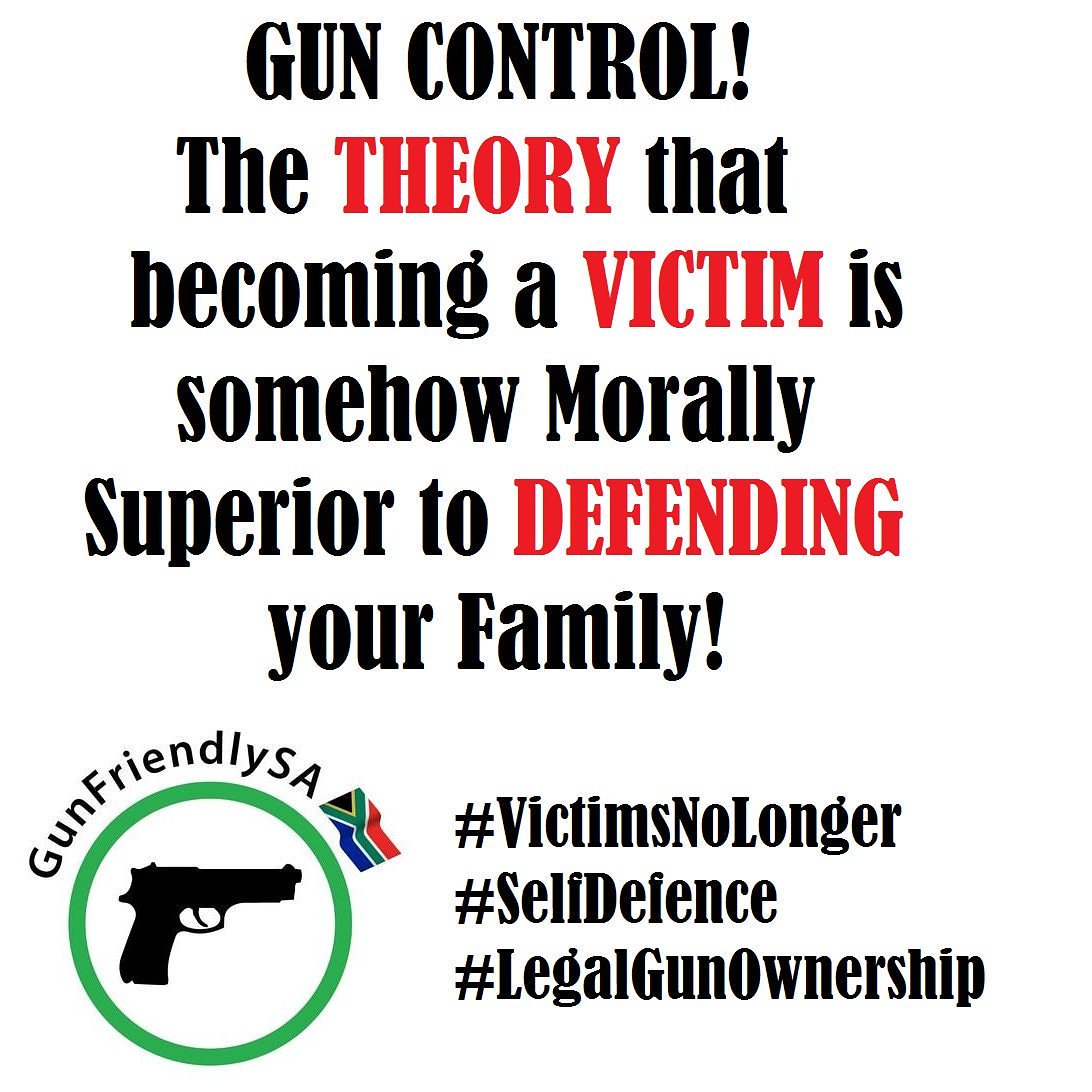 GUN CONTROL!
The THEORY that
becoming a VICTIM is
somehow Morally
Superior to DEFENDING
your Family!
GunFriendlySA
#VictimsNoLonger
#SelfDefence
#LegalGunOwnership